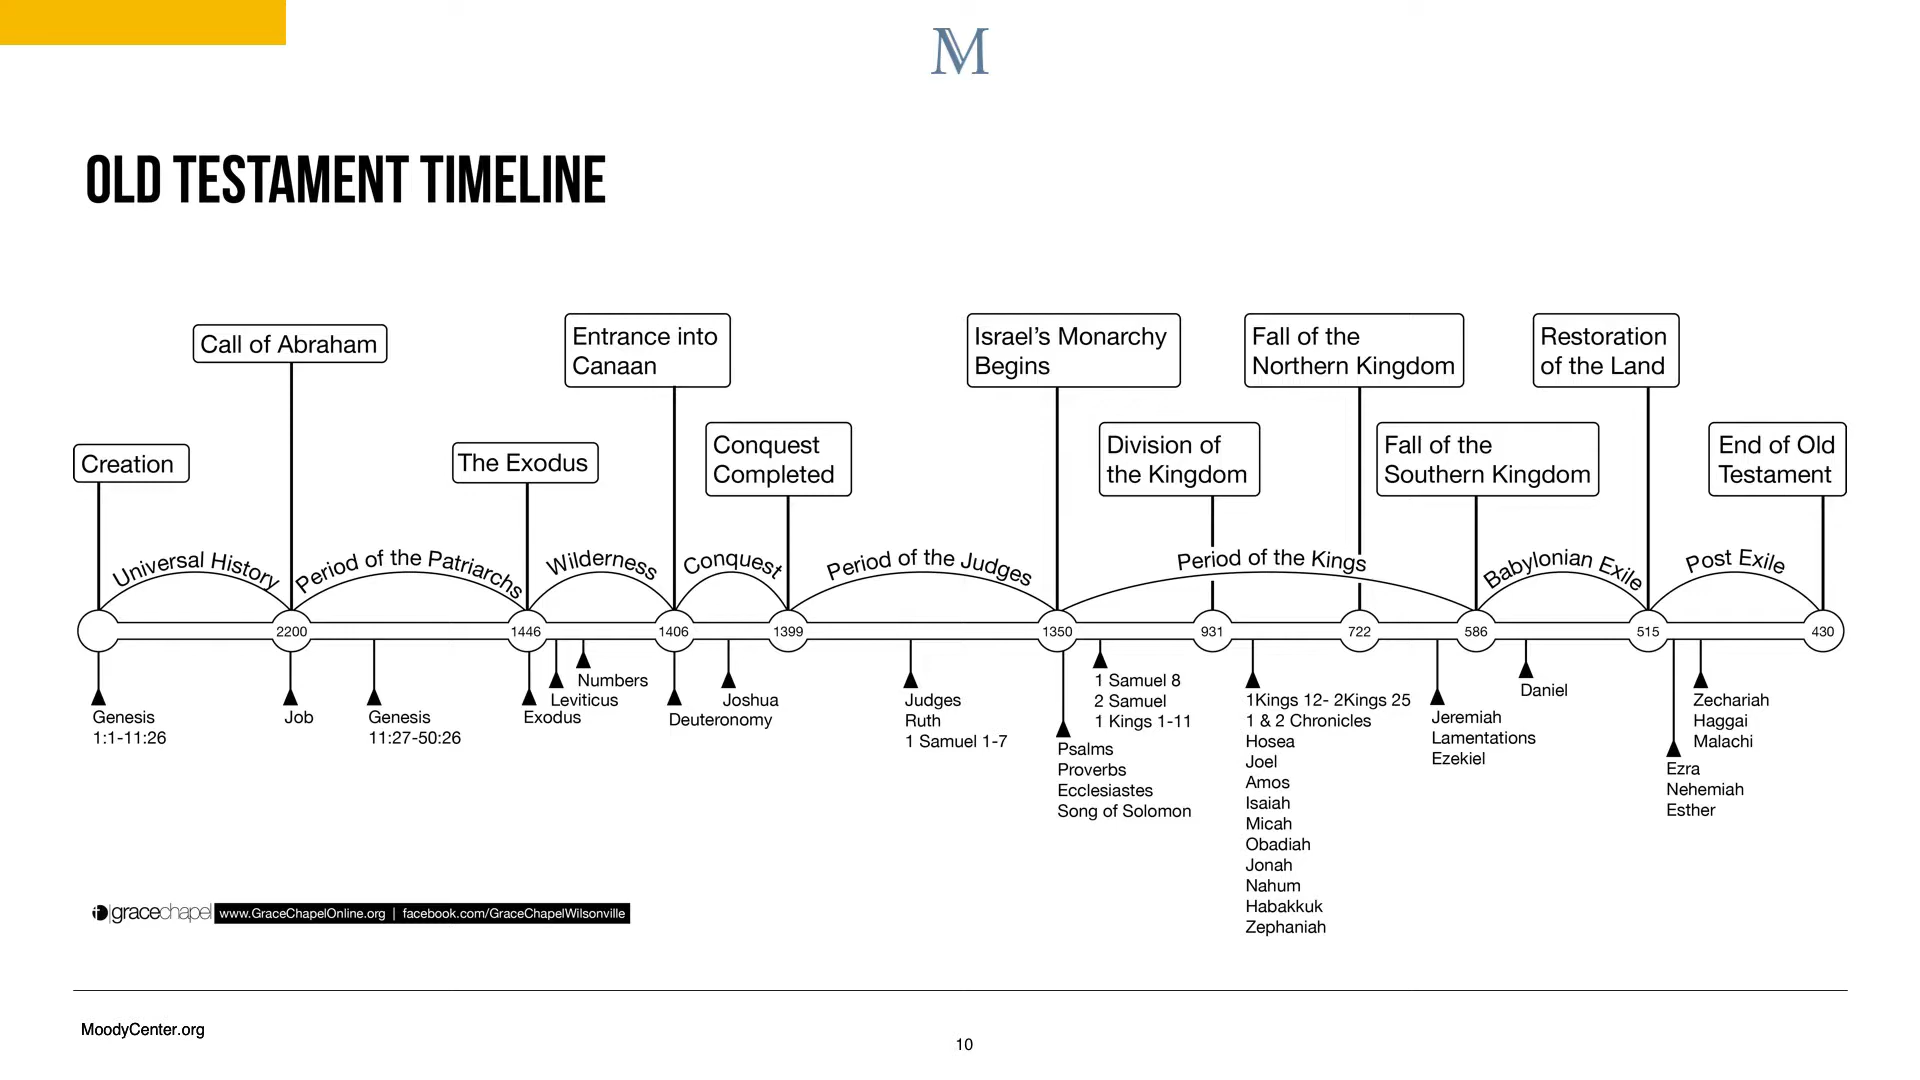 M
OLD TESTAMENT TIMELINE
Call of Abraham
Entrance into
Canaan
Israel's Monarchy
Begins
Fall of the
Northern Kingdom
Restoration
of the Land
Creation
The Exodus
Conquest
Completed
Division of
the Kingdom
Fall of the
Southern Kingdom
End of Old
Testament
Universal History
Period of the Patriarchs
Wilderness
Conquest
Period of the Judges
Period of the Kings
Babylonian Exile
Post Exile
2200
1446
1406
1399
1350
931
722
586
515
430
Genesis
1:1-11:26
Job
Genesis
11:27-50:26
Exodus
Leviticus
Numbers
Deuteronomy
Joshua
Judges
Ruth
1 Samuel 1-7
Psalms
Proverbs
Ecclesiastes
Song of Solomon
1 Samuel 8
2 Samuel
1 Kings 1-11
1Kings 12- 2Kings 25
1 & 2 Chronicles
Hosea
Joel
Amos
Isaiah
Micah
Obadiah
Jonah
Nahum
Habakkuk
Zephaniah
Jeremiah
Lamentations
Ezekiel
Daniel
Ezra
Nehemiah
Esther
Zechariah
Haggai
Malachi
gracechapel www.GraceChapelOnline.org | facebook.com/GraceChapelWilsonville
MoodyCenter.org
10